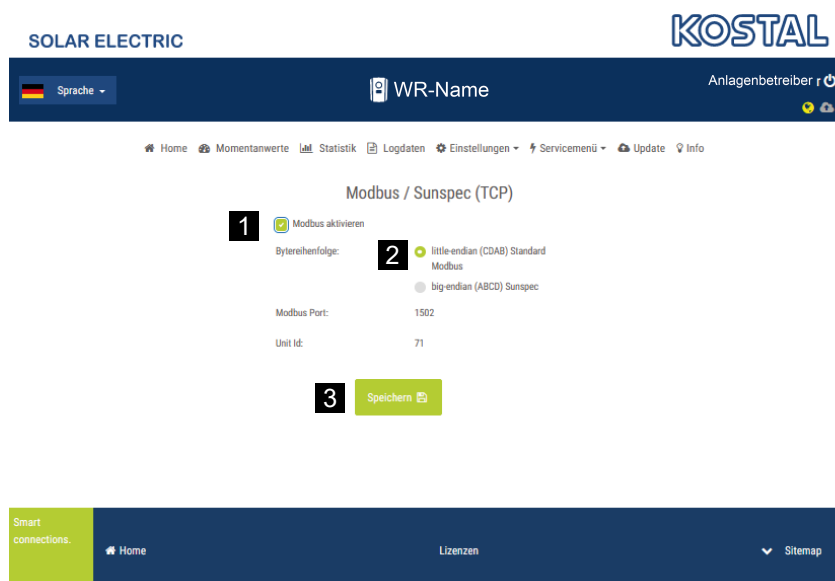 SOLAR ELECTRIC
KOSTAL
Sprache
WR-Name
Anlagenbetreiber r
Home Momentanwerte Statistik Logdaten Einstellungen Servicemenü Update Info
Modbus / Sunspec (TCP)
1 Modbus aktivieren
Bytereihenfolge: 2 little-endian (CDAB) Standard
Modbus
big-endian (ABCD) Sunspec
Modbus Port: 1502
Unit Id: 71
3 Speichern
Smart
connections.
Home Lizenzen Sitemap